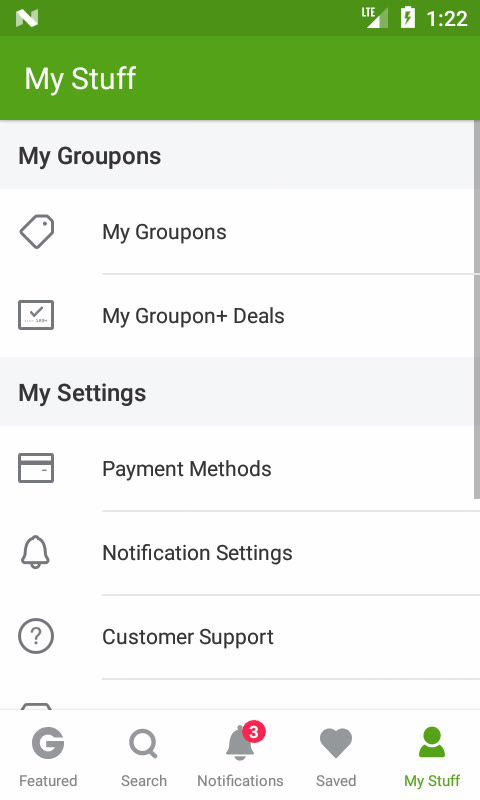 LTE 1:22
My Stuff
My Groupons
My Groupons
My Groupon+ Deals
My Settings
Payment Methods
Notification Settings
? Customer Support
3
Featured Search Notifications Saved My Stuff